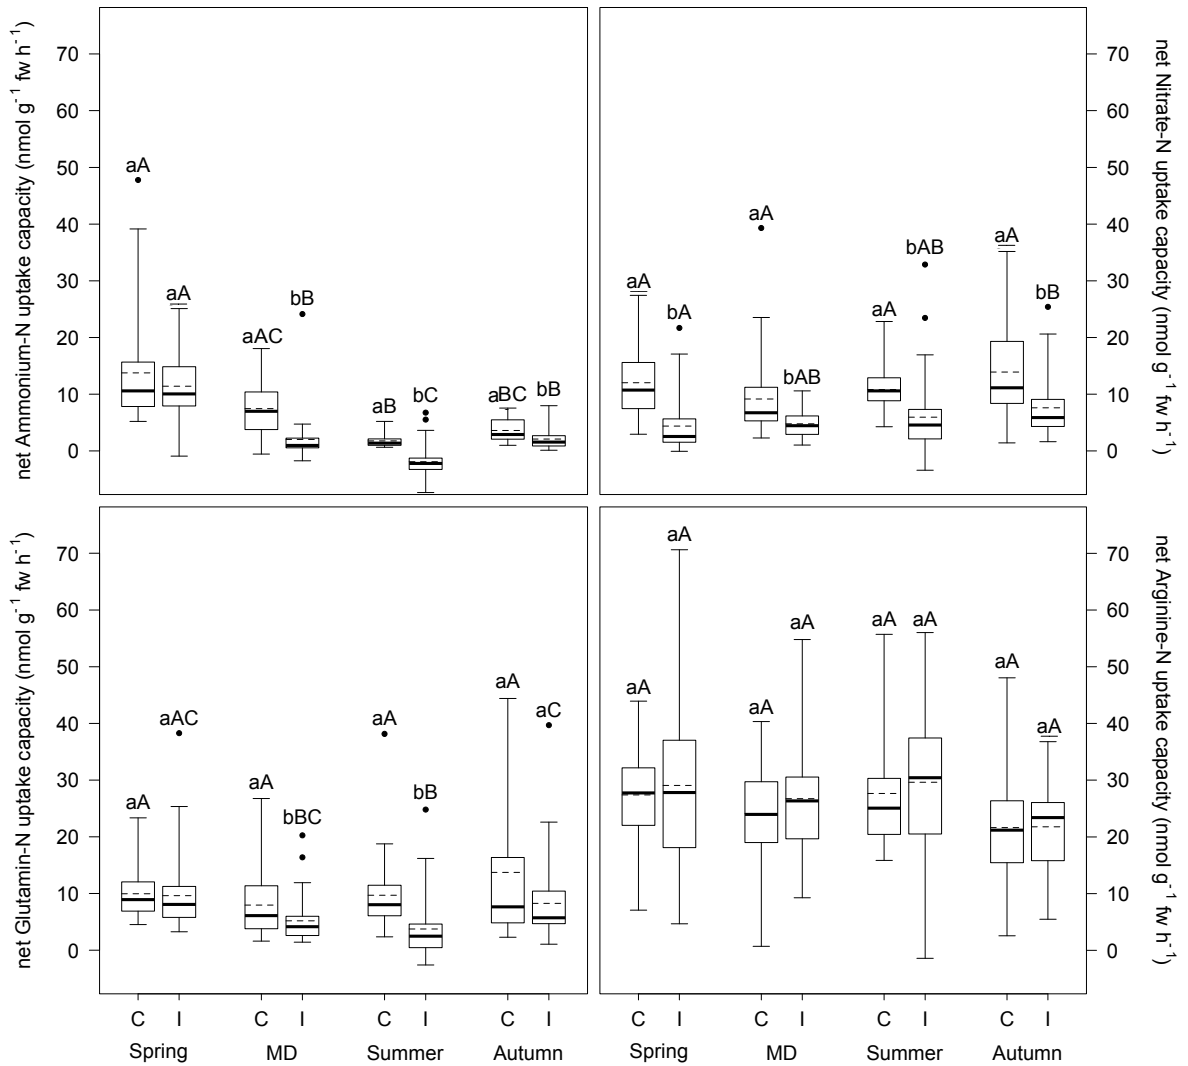 net Ammonium-N uptake capacity (nmol g⁻¹ fw h⁻¹)
70
60
50
40
30
20
10
0
aA
aA
aAC
bB
aB
bC
aBC
bB
aA
bA
aA
bAB
aA
bAB
aA
bB
70
60
50
40
30
20
10
0
net Nitrate-N uptake capacity (nmol g⁻¹ fw h⁻¹)
net Glutamin-N uptake capacity (nmol g⁻¹ fw h⁻¹)
70
60
50
40
30
20
10
0
aA
aAC
aA
bBC
aA
bB
aA
aC
aA
aA
aA
aA
aA
aA
aA
aA
70
60
50
40
30
20
10
0
net Arginine-N uptake capacity (nmol g⁻¹ fw h⁻¹)
C I C I C I C I C I C I C I C I
Spring MD Summer Autumn Spring MD Summer Autumn